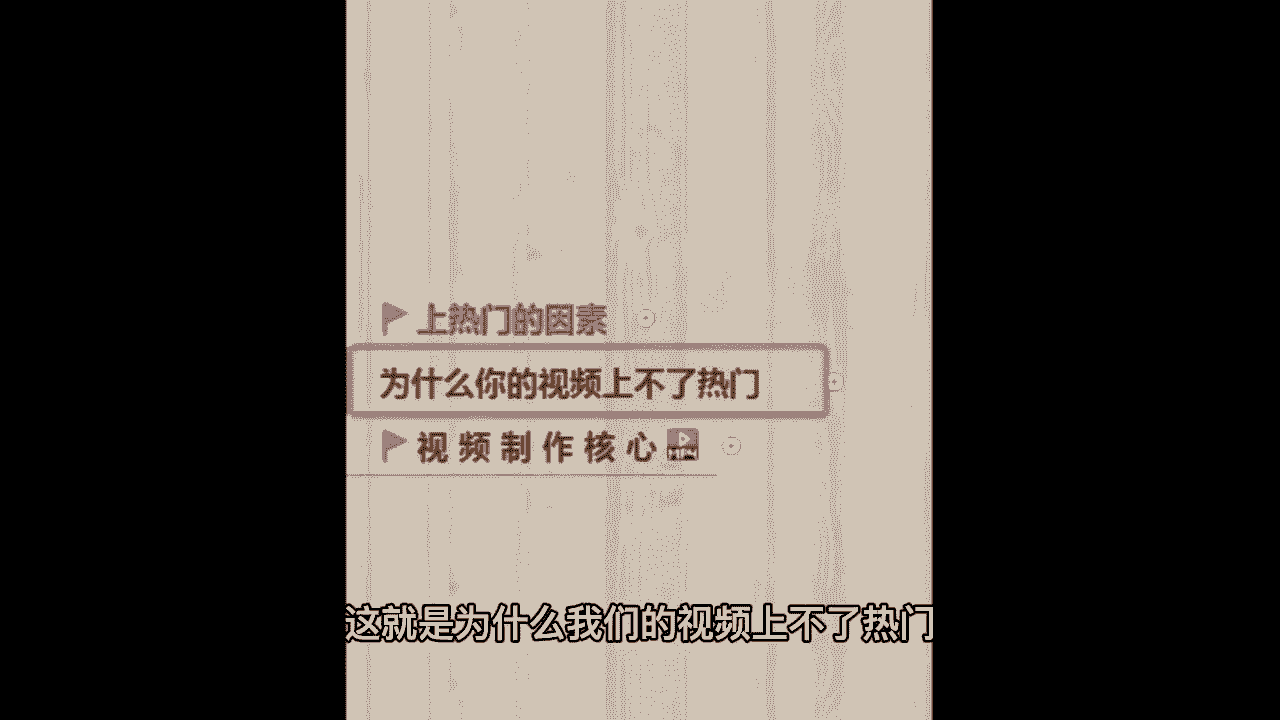 上热门的因素
为什么你的视频上不了热门
视频制作核心
这就是为什么我们的视频上不了热门